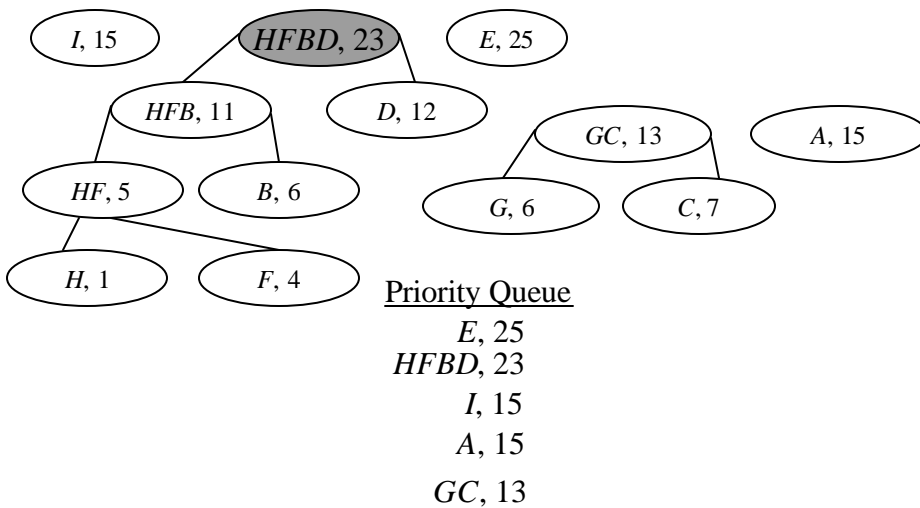 I, 15
HFBD, 23
E, 25
HFB, 11
D, 12
GC, 13
A, 15
HF, 5
B, 6
G, 6
C, 7
H, 1
F, 4
Priority Queue
E, 25
HFBD, 23
I, 15
A, 15
GC, 13